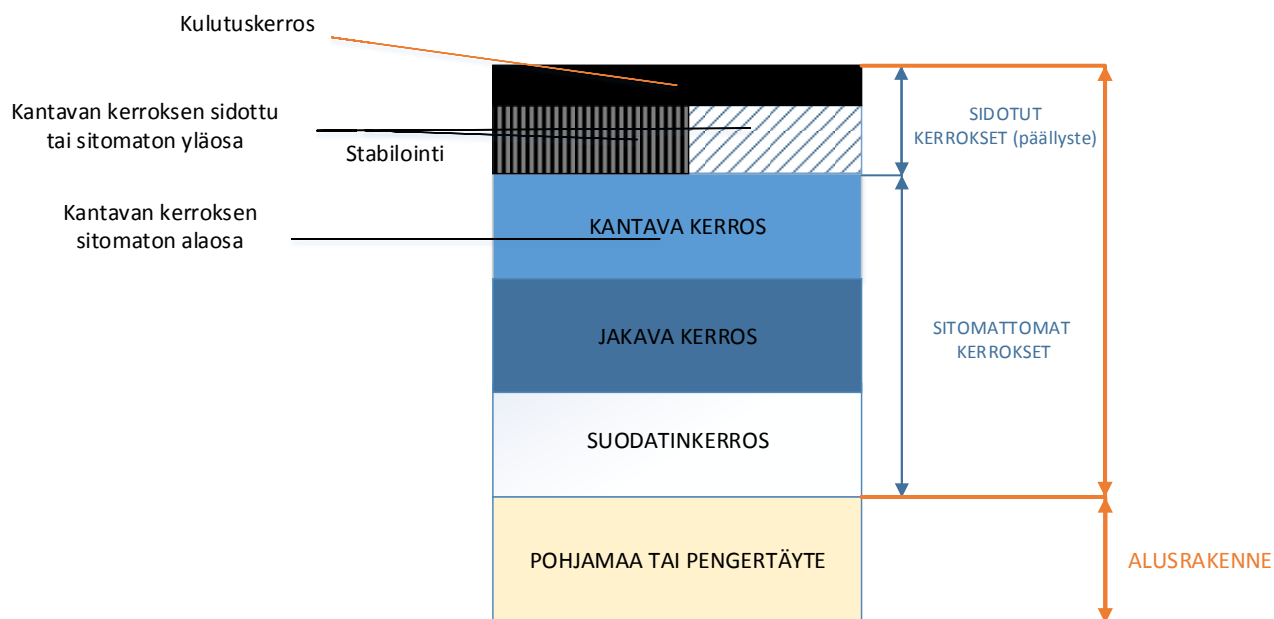 Kulutuskerros
Kantavan kerroksen sidottu
tai sitomaton yläosa
Stabilointi
Kantavan kerroksen
sitomaton alaosa
KANTAVA KERROS
JAKAVA KERROS
SUODATINKERROS
POHJAMAA TAI PENGERTÄYTE
SIDOTUT
KERROKSET (päällyste)
SITOMATTOMAT
KERROKSET
ALUSRAKENNE